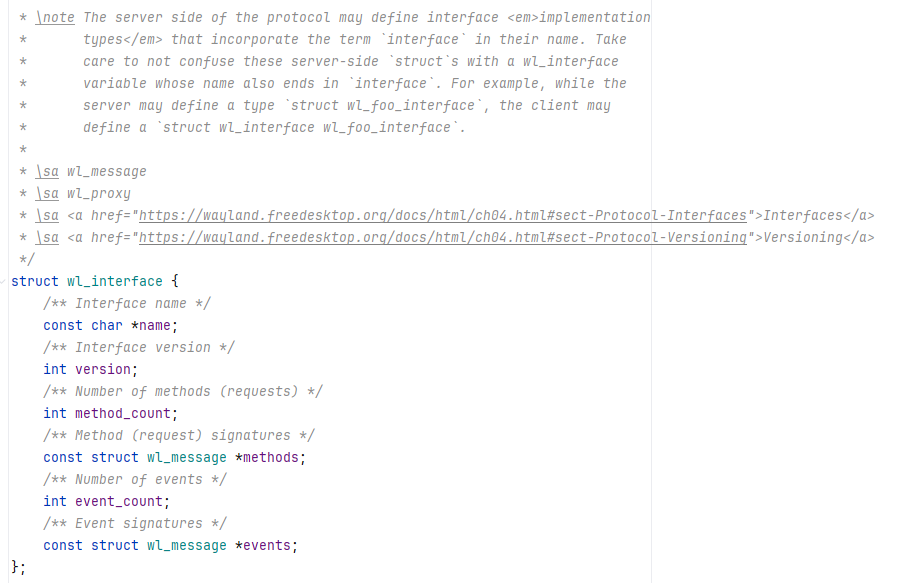 * \note The server side of the protocol may define interface <em>implementation
*       types</em> that incorporate the term `interface` in their name. Take
*       care to not confuse these server-side `struct`s with a wl_interface
*       variable whose name also ends in `interface`. For example, while the
*       server may define a type `struct wl_foo_interface`, the client may
*       define a `struct wl_interface wl_foo_interface`.
*
* \sa wl_message
* \sa wl_proxy
* \sa <a href="https://wayland.freedesktop.org/docs/html/ch04.html#sect-Protocol-Interfaces">Interfaces</a>
* \sa <a href="https://wayland.freedesktop.org/docs/html/ch04.html#sect-Protocol-Versioning">Versioning</a>
*/
struct wl_interface {
    /** Interface name */
    const char *name;
    /** Interface version */
    int version;
    /** Number of methods (requests) */
    int method_count;
    /** Method (request) signatures */
    const struct wl_message *methods;
    /** Number of events */
    int event_count;
    /** Event signatures */
    const struct wl_message *events;
};